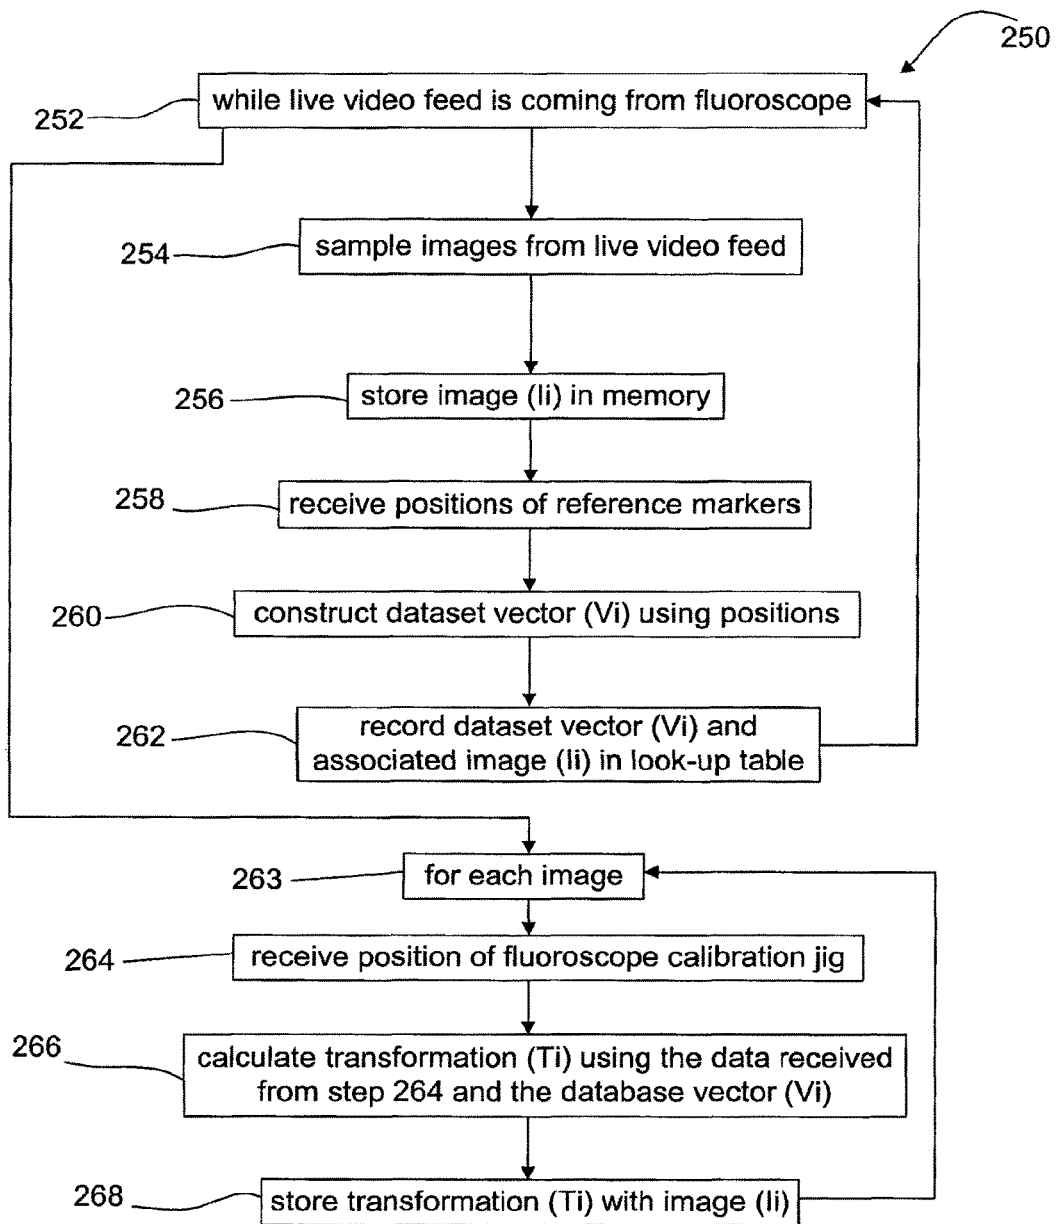 250
252
while live video feed is coming from fluoroscope
254
sample images from live video feed
256
store image (Ii) in memory
258
receive positions of reference markers
260
construct dataset vector (Vi) using positions
262
record dataset vector (Vi) and
associated image (Ii) in look-up table
263
for each image
264
receive position of fluoroscope calibration jig
266
calculate transformation (Ti) using the data received
from step 264 and the database vector (Vi)
268
store transformation (Ti) with image (Ii)